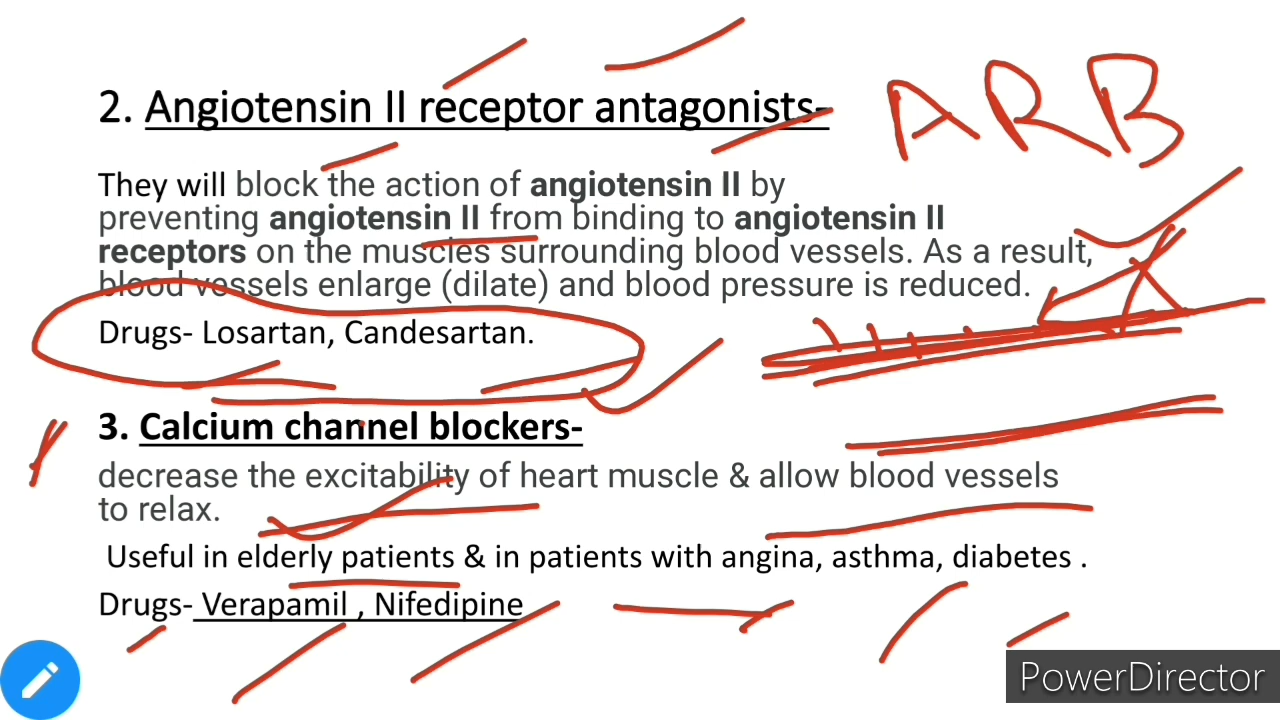 2. Angiotensin II receptor antagonists-
ARB
They will block the action of angiotensin II by
preventing angiotensin II from binding to angiotensin II
receptors on the muscles surrounding blood vessels. As a result,
blood vessels enlarge (dilate) and blood pressure is reduced.
Drugs- Losartan, Candesartan.
3. Calcium channel blockers-
decrease the excitability of heart muscle & allow blood vessels
to relax.
Useful in elderly patients & in patients with angina, asthma, diabetes .
Drugs- Verapamil , Nifedipine
PowerDirector